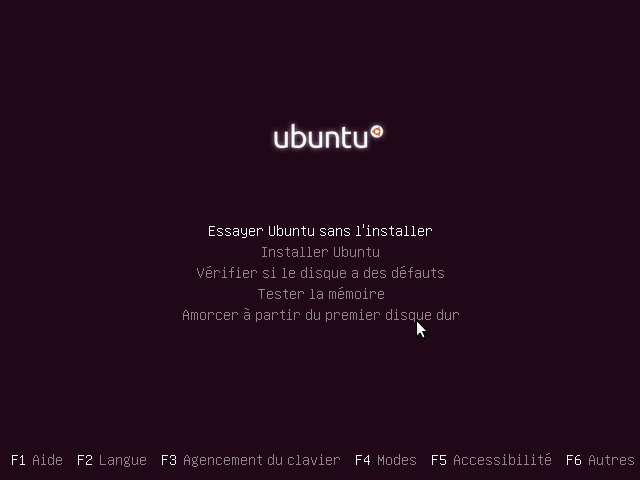 ubuntu
Essayer Ubuntu sans l'installer
Installer Ubuntu
Vérifier si le disque a des défauts
Tester la mémoire
Amorcer à partir du premier disque dur
F1 Aide F2 Langue F3 Agencement du clavier F4 Modes F5 Accessibilité F6 Autres